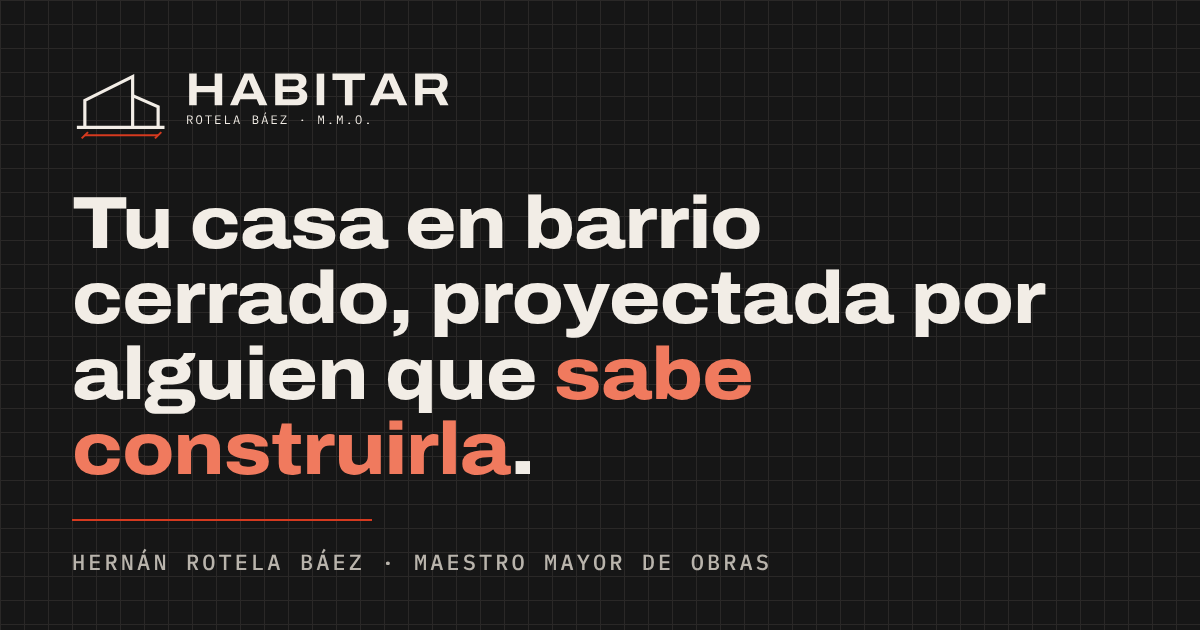 HABITAR
ROTELA BÁEZ · M.M.O.
Tu casa en barrio
cerrado, proyectada por
alguien que sabe
construirla.
HERNÁN ROTELA BÁEZ · MAESTRO MAYOR DE OBRAS